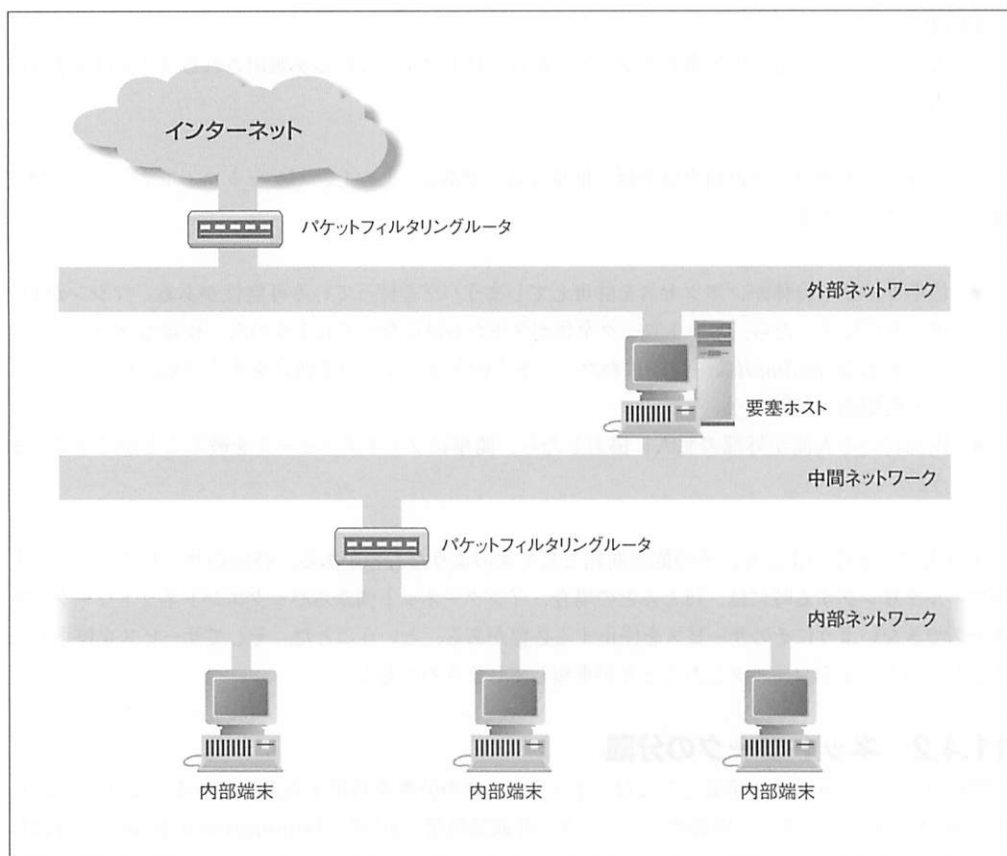 インターネット
パケットフィルタリングルータ
外部ネットワーク
要塞ホスト
中間ネットワーク
パケットフィルタリングルータ
内部ネットワーク
内部端末
内部端末
内部端末